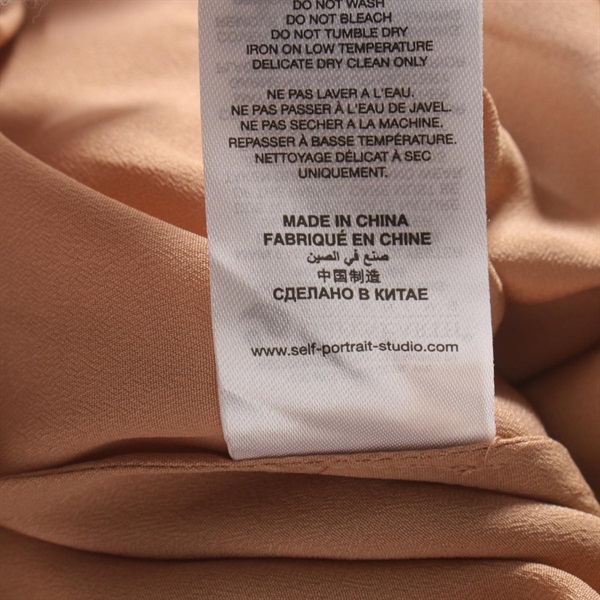 DO NOT WASH
DO NOT BLEACH
DO NOT TUMBLE DRY
IRON ON LOW TEMPERATURE
DELICATE DRY CLEAN ONLY
NE PAS LAVER A L'EAU.
NE PAS PASSER À L'EAU DE JAVEL.
NE PAS SECHER A LA MACHINE.
REPASSER À BASSE TEMPÉRATURE.
NETTOYAGE DÉLICAT À SEC
UNIQUEMENT.
MADE IN CHINA
FABRIQUÉ EN CHINE
صنع في الصين
中国制造
СДЕЛАНО В КИТАЕ
www.self-portrait-studio.com